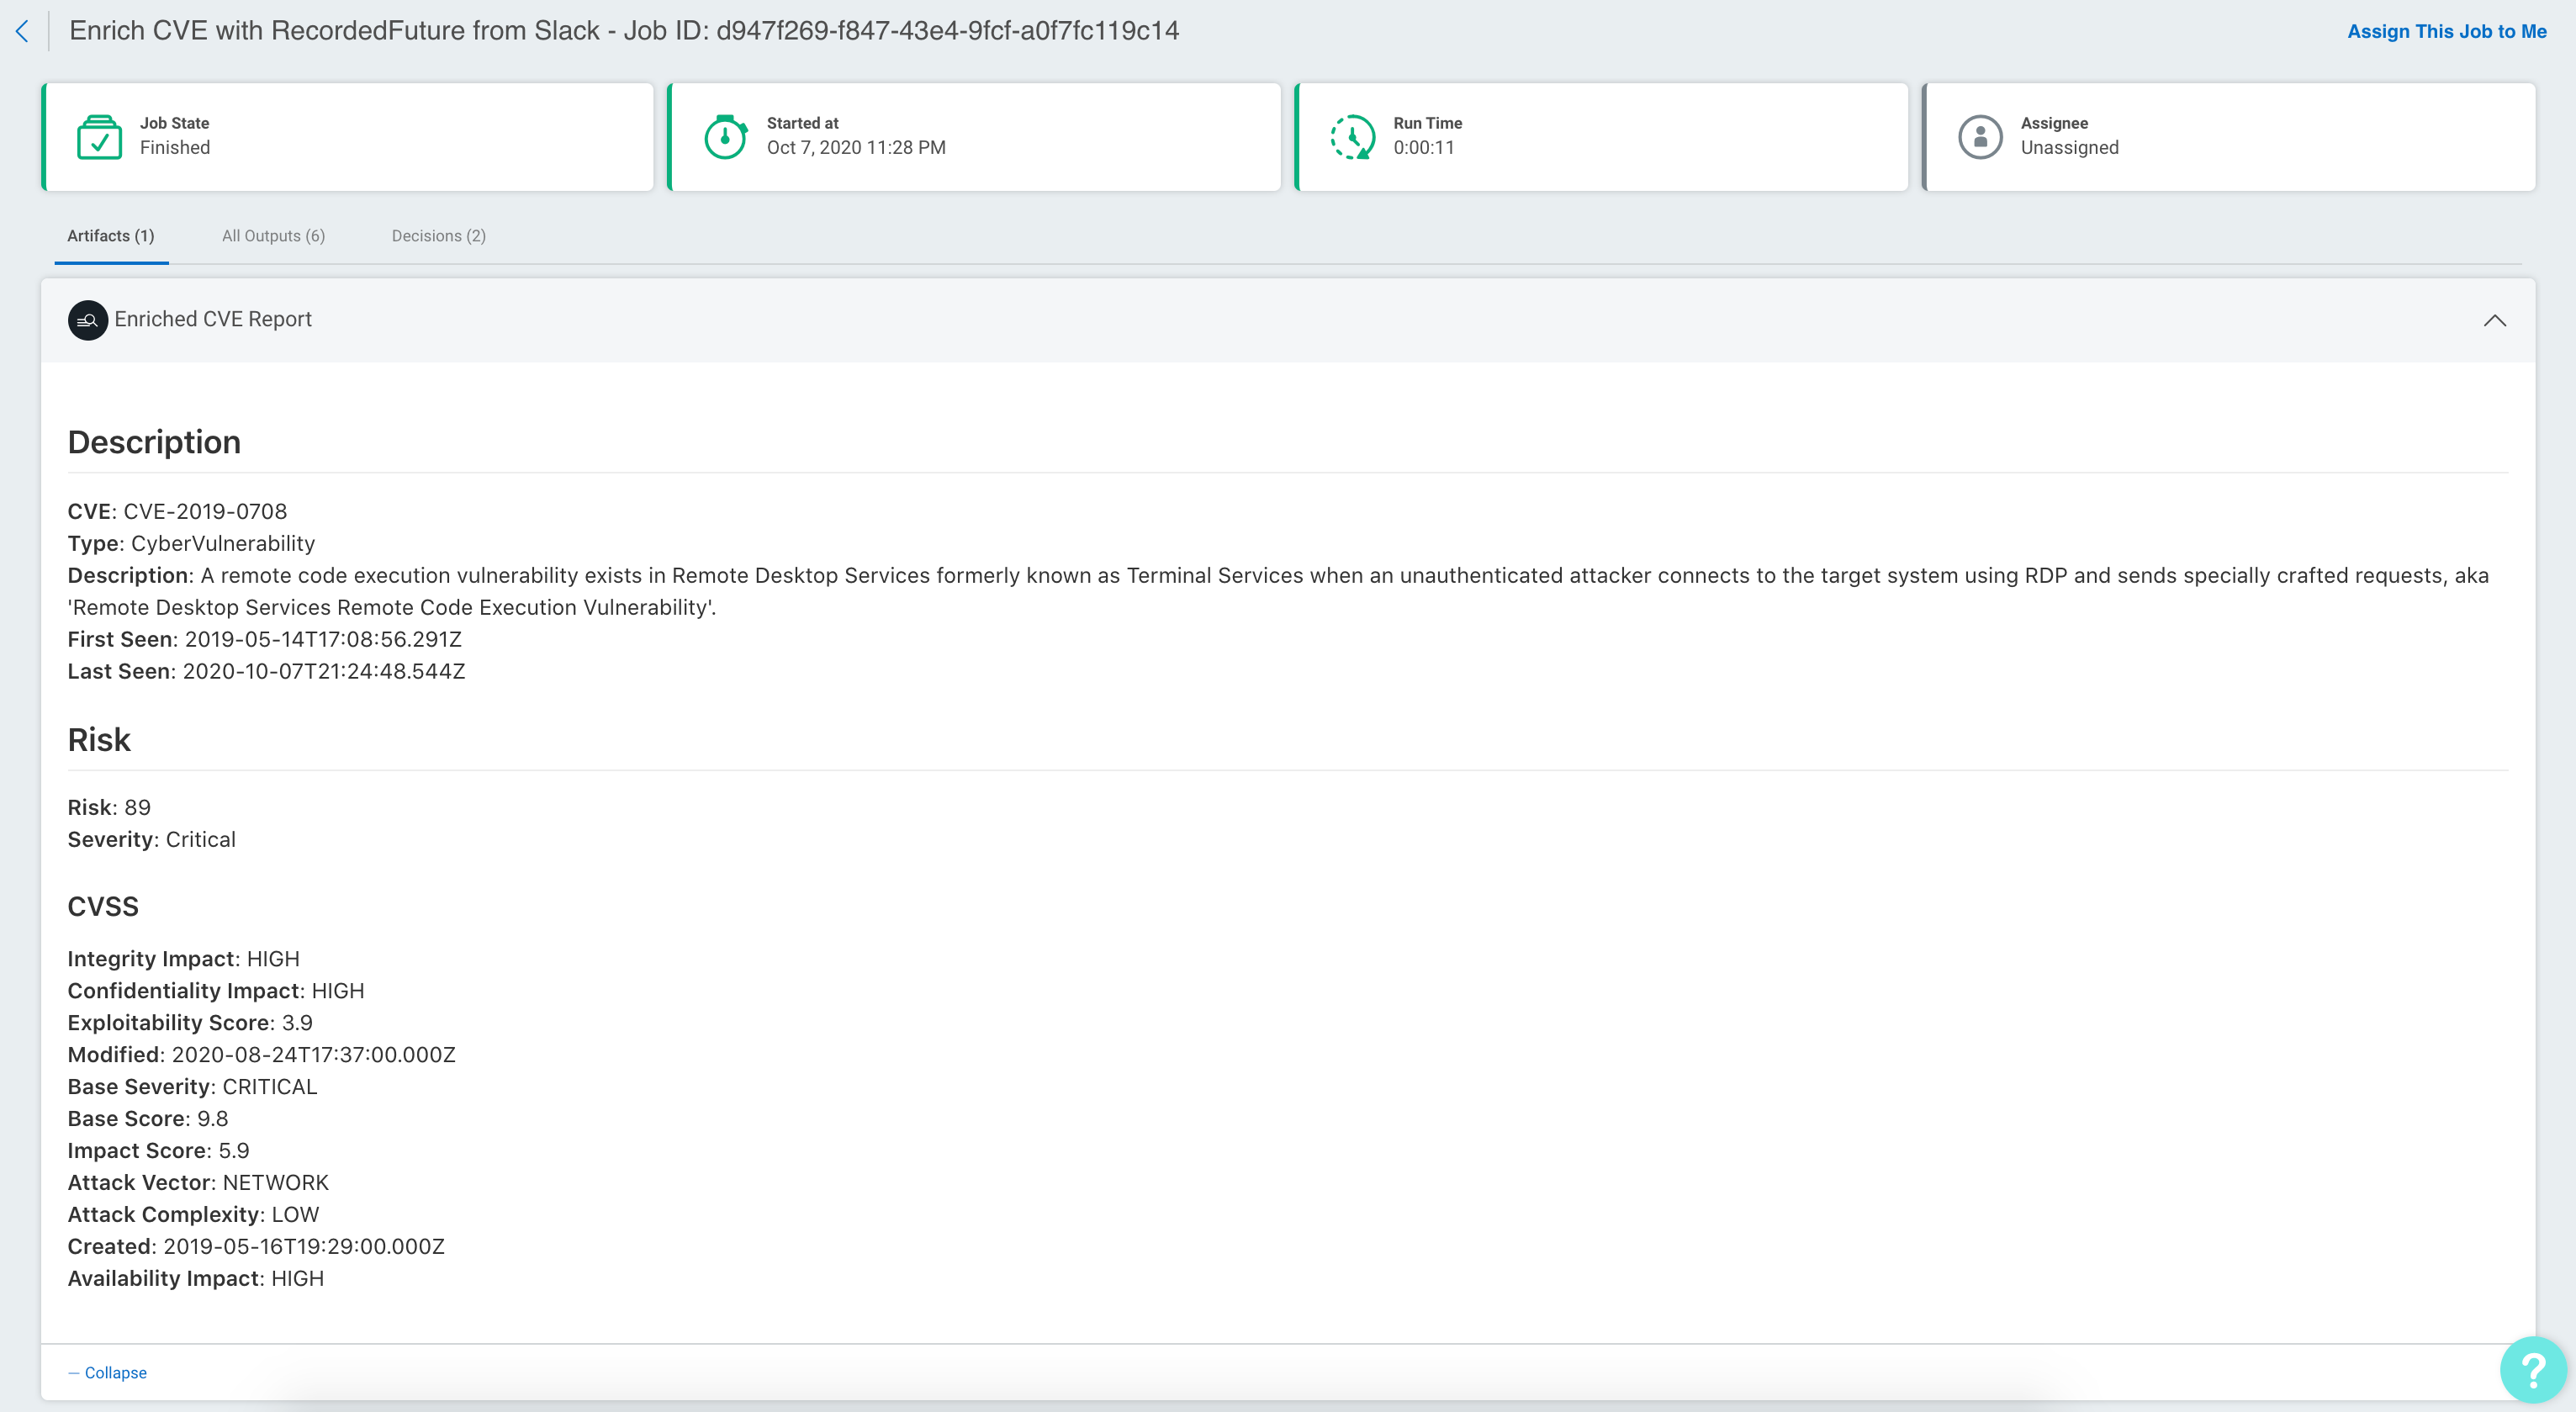 Enrich CVE with RecordedFuture from Slack - Job ID: d947f269-f847-43e4-9fcf-a0f7fc119c14
Assign This Job to Me
Job State
Finished
Started at
Oct 7, 2020 11:28 PM
Run Time
0:00:11
Assignee
Unassigned
Artifacts (1)
All Outputs (6)
Decisions (2)
Enriched CVE Report
Description
CVE: CVE-2019-0708
Type: CyberVulnerability
Description: A remote code execution vulnerability exists in Remote Desktop Services formerly known as Terminal Services when an unauthenticated attacker connects to the target system using RDP and sends specially crafted requests, aka
'Remote Desktop Services Remote Code Execution Vulnerability'.
First Seen: 2019-05-14T17:08:56.291Z
Last Seen: 2020-10-07T21:24:48.544Z
Risk
Risk: 89
Severity: Critical
CVSS
Integrity Impact: HIGH
Confidentiality Impact: HIGH
Exploitability Score: 3.9
Modified: 2020-08-24T17:37:00.000Z
Base Severity: CRITICAL
Base Score: 9.8
Impact Score: 5.9
Attack Vector: NETWORK
Attack Complexity: LOW
Created: 2019-05-16T19:29:00.000Z
Availability Impact: HIGH
— Collapse
?